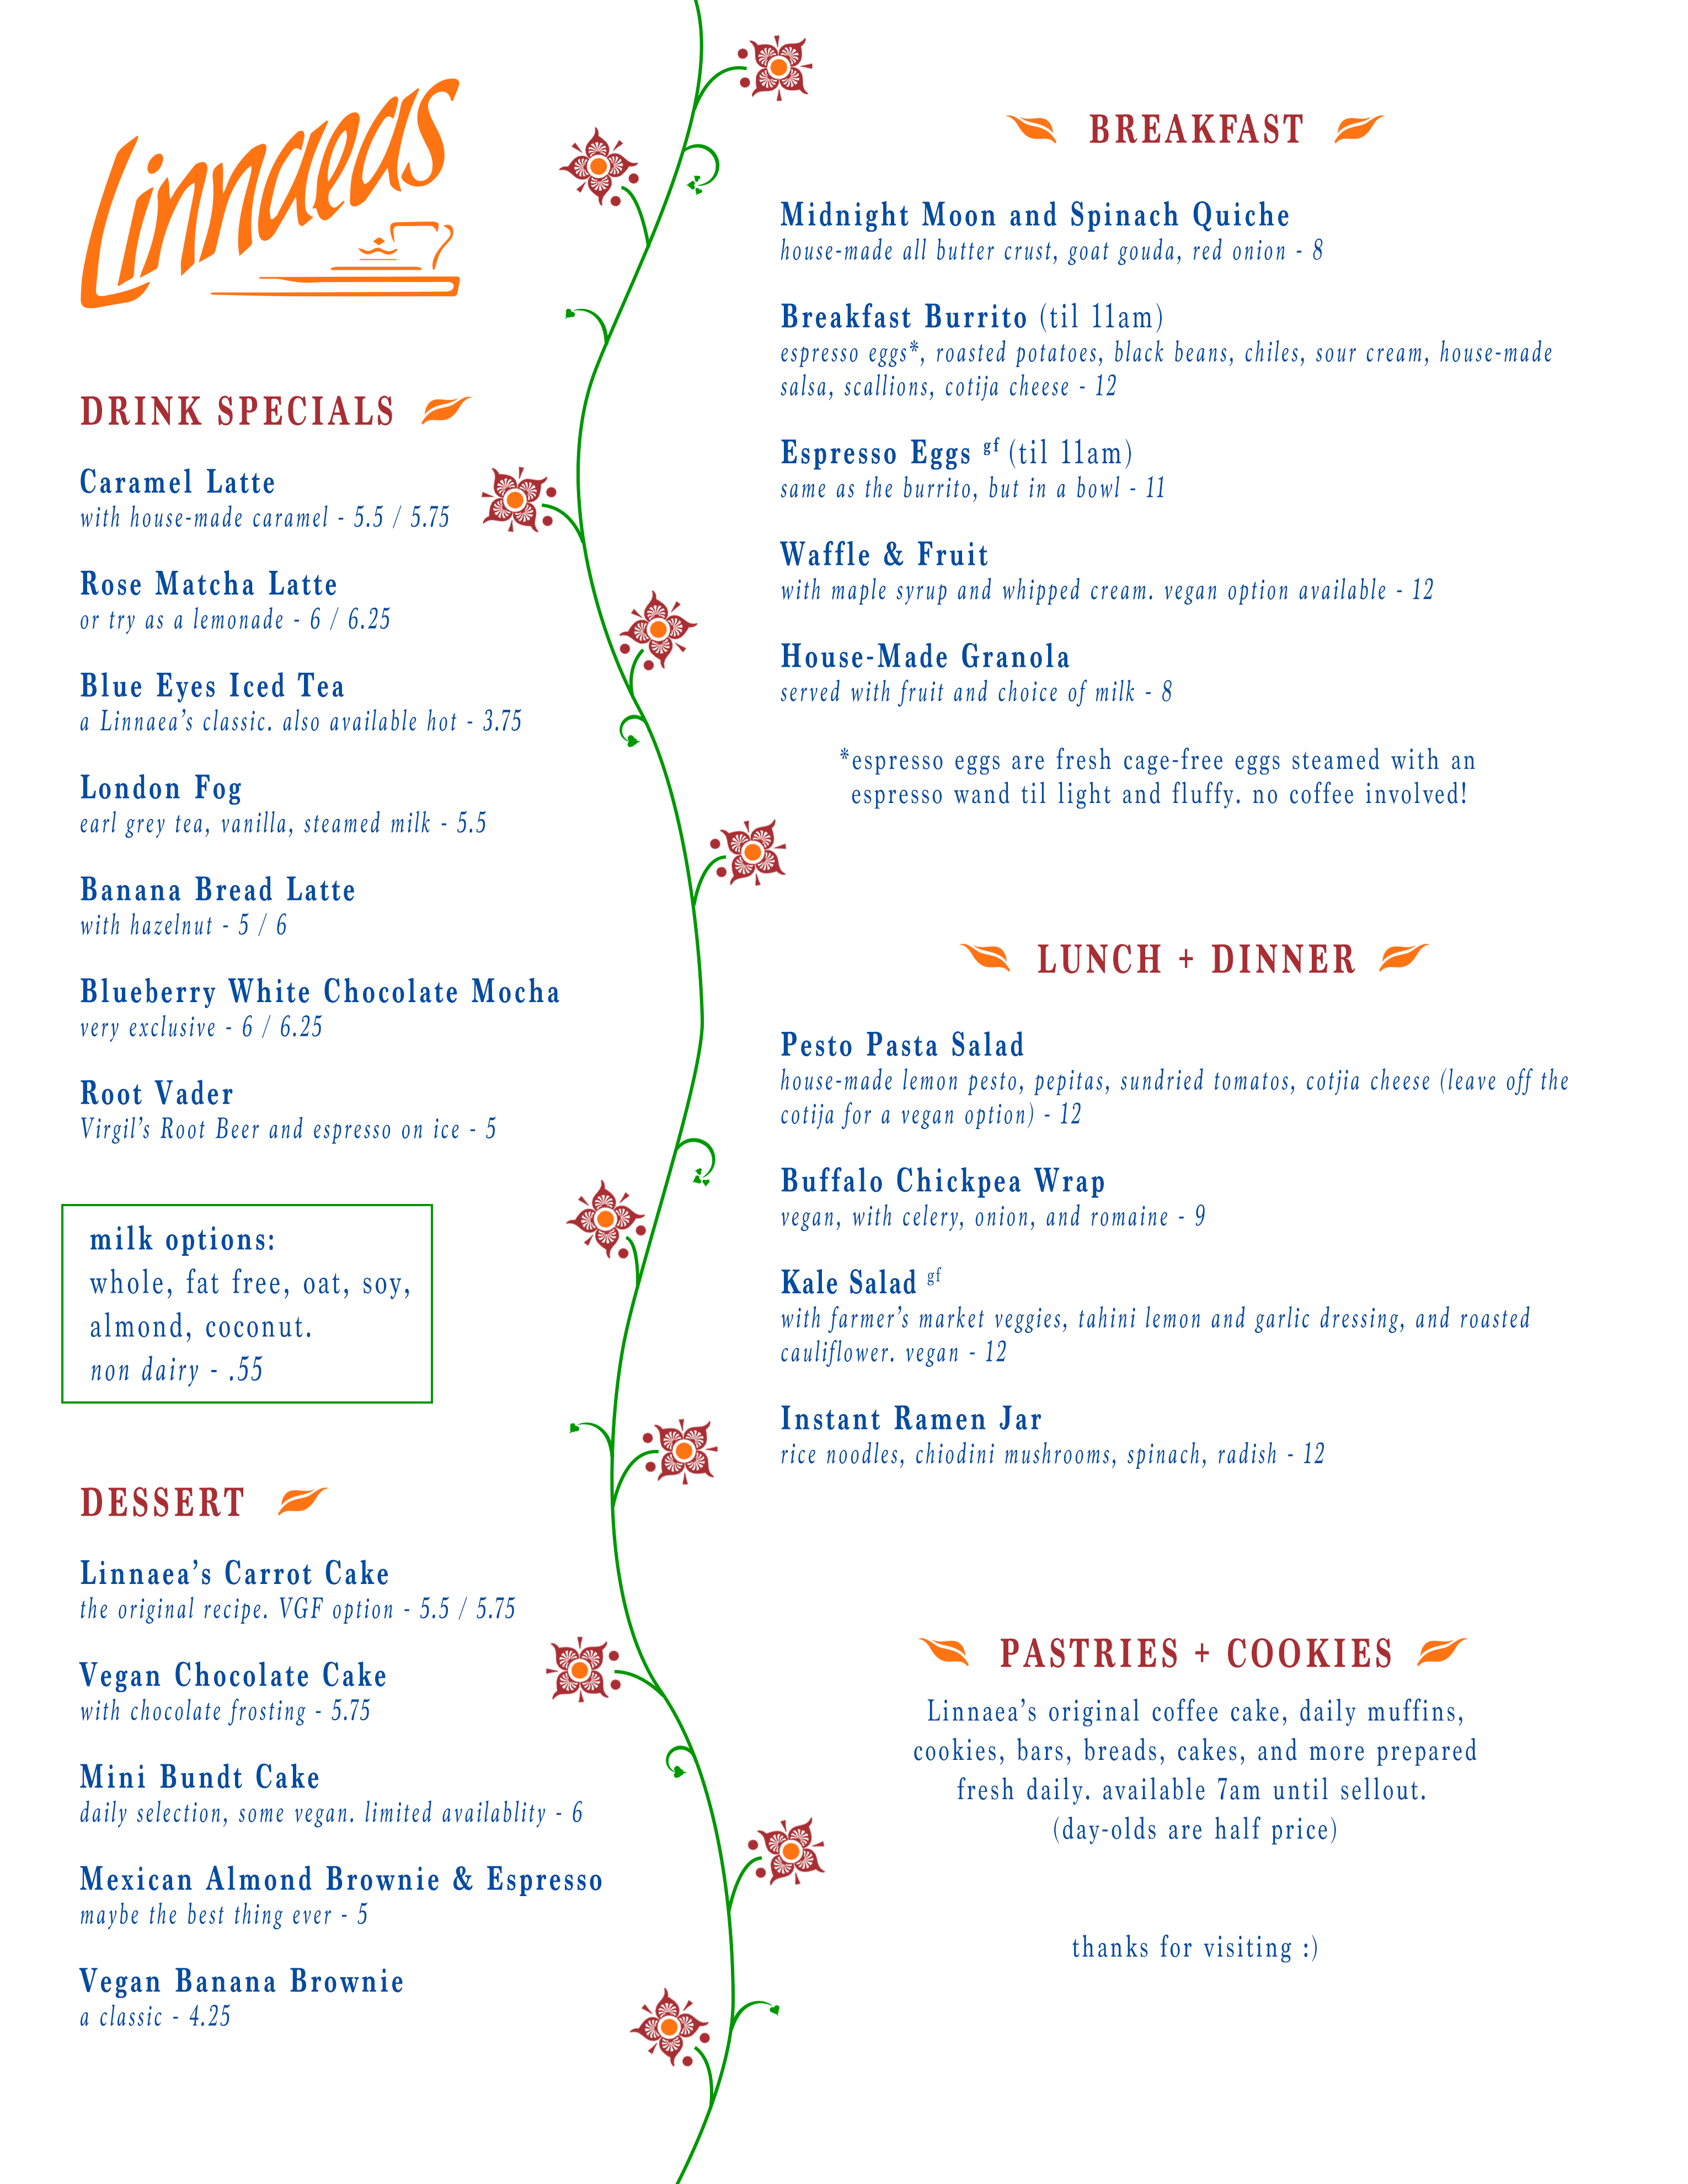 Linnaeas
DRINK SPECIALS
Caramel Latte
with house-made caramel - 5.5 / 5.75
Rose Matcha Latte
or try as a lemonade - 6 / 6.25
Blue Eyes Iced Tea
a Linnaea’s classic. also available hot - 3.75
London Fog
earl grey tea, vanilla, steamed milk - 5.5
Banana Bread Latte
with hazelnut - 5 / 6
Blueberry White Chocolate Mocha
very exclusive - 6 / 6.25
Root Vader
Virgil’s Root Beer and espresso on ice - 5
milk options:
whole, fat free, oat, soy,
almond, coconut.
non dairy - .55
DESSERT
Linnaea’s Carrot Cake
the original recipe. VGF option - 5.5 / 5.75
Vegan Chocolate Cake
with chocolate frosting - 5.75
Mini Bundt Cake
daily selection, some vegan. limited availablity - 6
Mexican Almond Brownie & Espresso
maybe the best thing ever - 5
Vegan Banana Brownie
a classic - 4.25
BREAKFAST
Midnight Moon and Spinach Quiche
house-made all butter crust, goat gouda, red onion - 8
Breakfast Burrito (til 11am)
espresso eggs*, roasted potatoes, black beans, chiles, sour cream, house-made
salsa, scallions, cotija cheese - 12
Espresso Eggs gf (til 11am)
same as the burrito, but in a bowl - 11
Waffle & Fruit
with maple syrup and whipped cream. vegan option available - 12
House-Made Granola
served with fruit and choice of milk - 8
*espresso eggs are fresh cage-free eggs steamed with an
espresso wand til light and fluffy. no coffee involved!
LUNCH + DINNER
Pesto Pasta Salad
house-made lemon pesto, pepitas, sundried tomatos, cotjia cheese (leave off the
cotija for a vegan option) - 12
Buffalo Chickpea Wrap
vegan, with celery, onion, and romaine - 9
Kale Salad gf
with farmer’s market veggies, tahini lemon and garlic dressing, and roasted
cauliflower. vegan - 12
Instant Ramen Jar
rice noodles, chiodini mushrooms, spinach, radish - 12
PASTRIES + COOKIES
Linnaea’s original coffee cake, daily muffins,
cookies, bars, breads, cakes, and more prepared
fresh daily. available 7am until sellout.
(day-olds are half price)
thanks for visiting :)